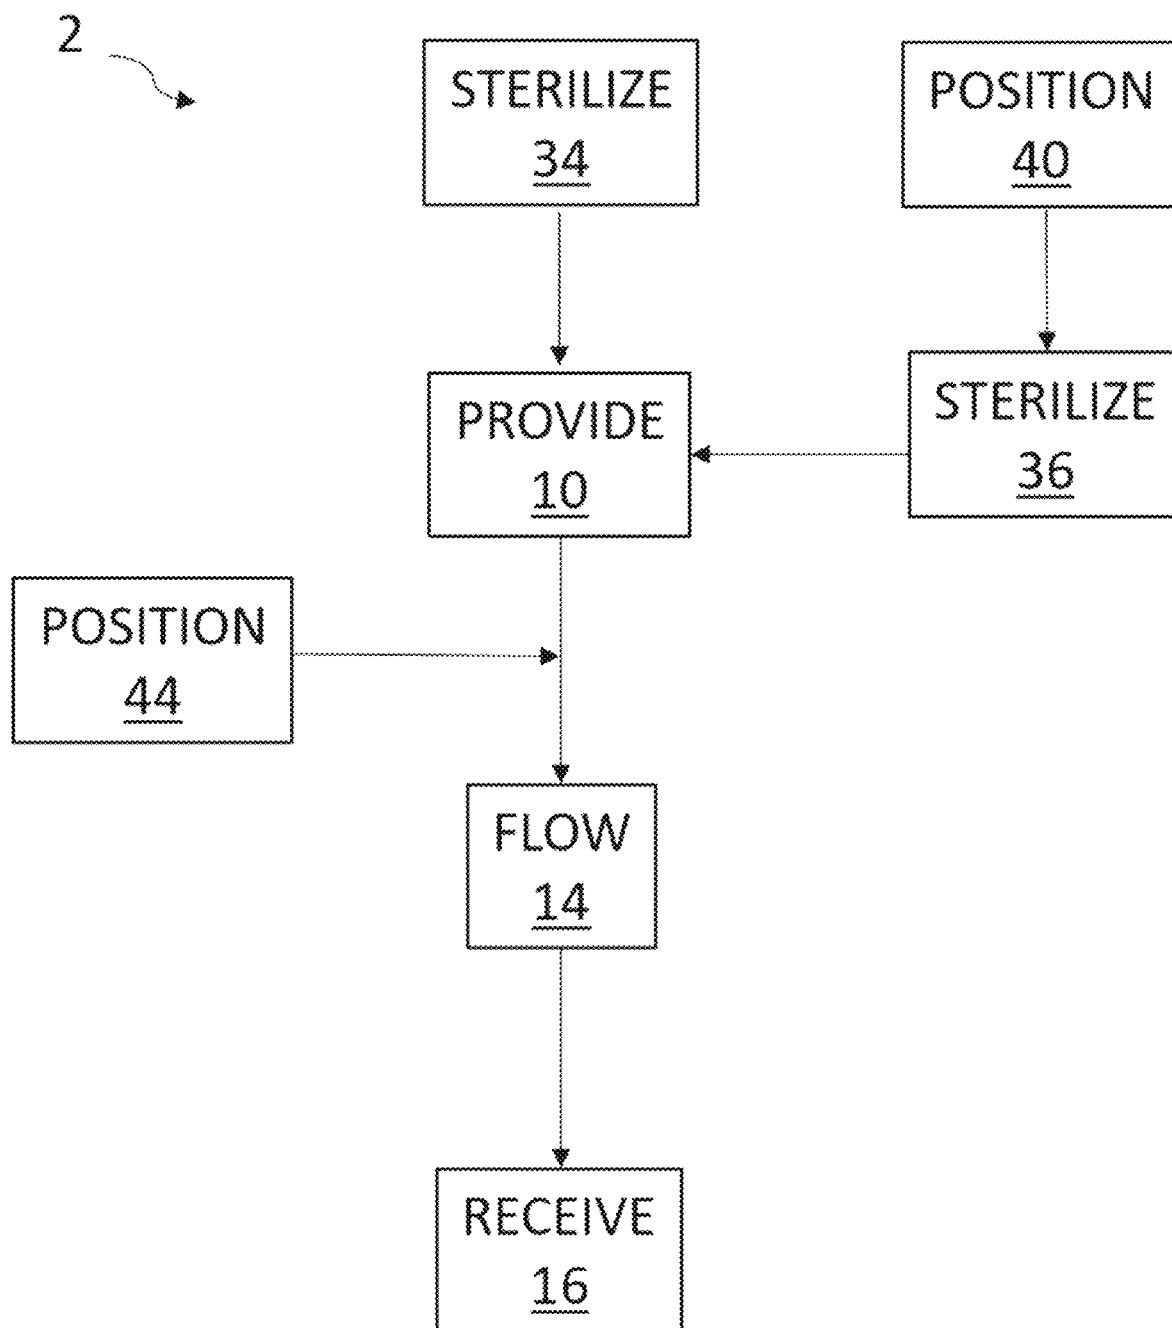 2
STERILIZE
34
POSITION
40
PROVIDE
10
STERILIZE
36
POSITION
44
FLOW
14
RECEIVE
16